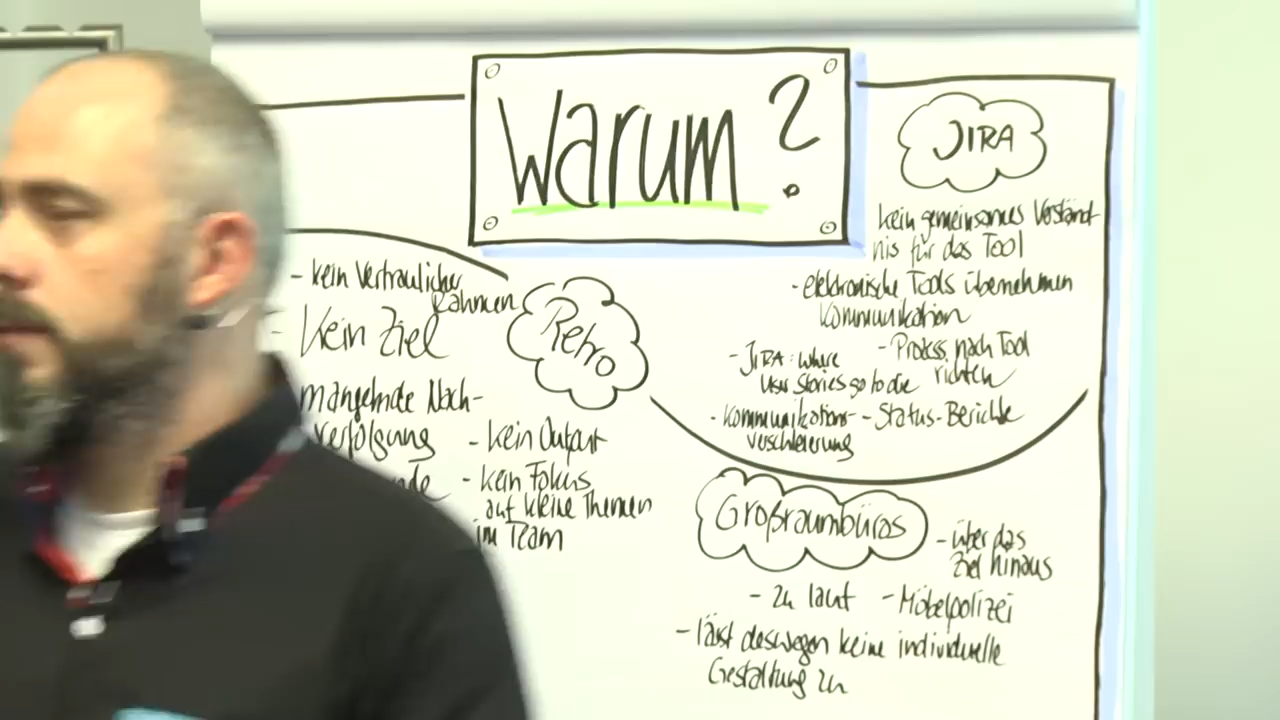 Warum?
JIRA
kein gemeinsames Verständ
nis für das Tool
- elektronische Tools übernehmen
Kommunikation
- JIRA: where
User Stories go to die
- Prozess nach Tool
richten
- Kommunikations-
verschleierung
- Status-Berichte
Retro
- kein Vertraulicher
Rahmen
- Kein Ziel
mangelnde Nach-
verfolgung
- kein Output
- kein Fokus
auf kleine Themen
im Team
Großraumbüros
- über das
Ziel hinaus
- zu laut
- Möbelpolizei
- lässt deswegen keine individuelle
Gestaltung zu